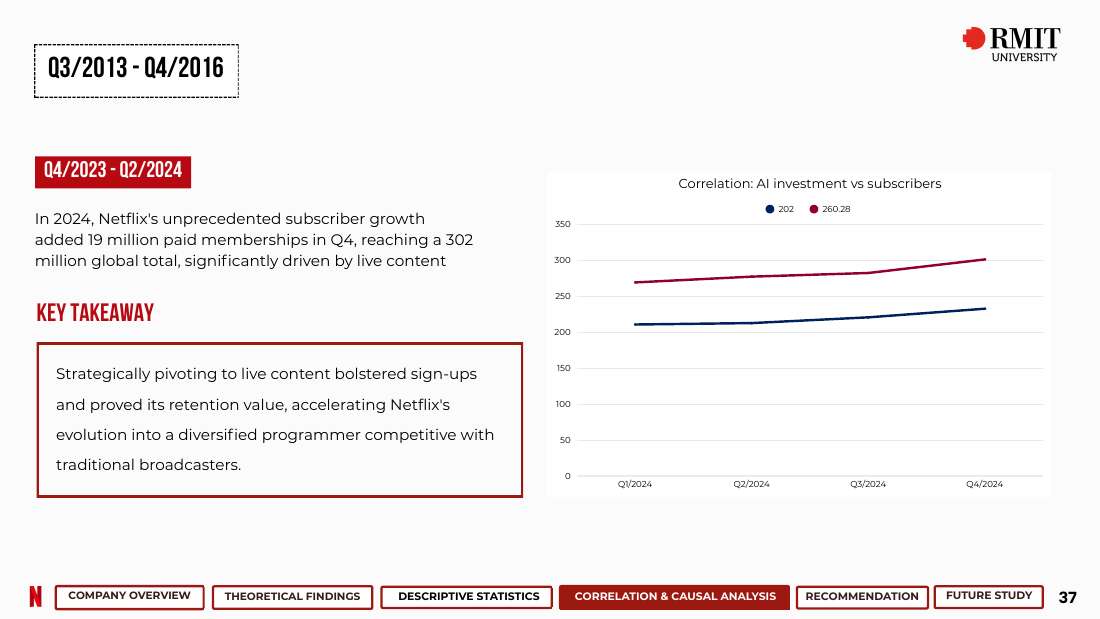 RMIT
UNIVERSITY
Q3/2013 - Q4/2016
Q4/2023 - Q2/2024
In 2024, Netflix's unprecedented subscriber growth
added 19 million paid memberships in Q4, reaching a 302
million global total, significantly driven by live content
KEY TAKEAWAY
Strategically pivoting to live content bolstered sign-ups
and proved its retention value, accelerating Netflix's
evolution into a diversified programmer competitive with
traditional broadcasters.
Correlation: AI investment vs subscribers
202 260.28
350
300
250
200
150
100
50
0
Q1/2024 Q2/2024 Q3/2024 Q4/2024
N COMPANY OVERVIEW THEORETICAL FINDINGS DESCRIPTIVE STATISTICS CORRELATION & CAUSAL ANALYSIS RECOMMENDATION FUTURE STUDY 37